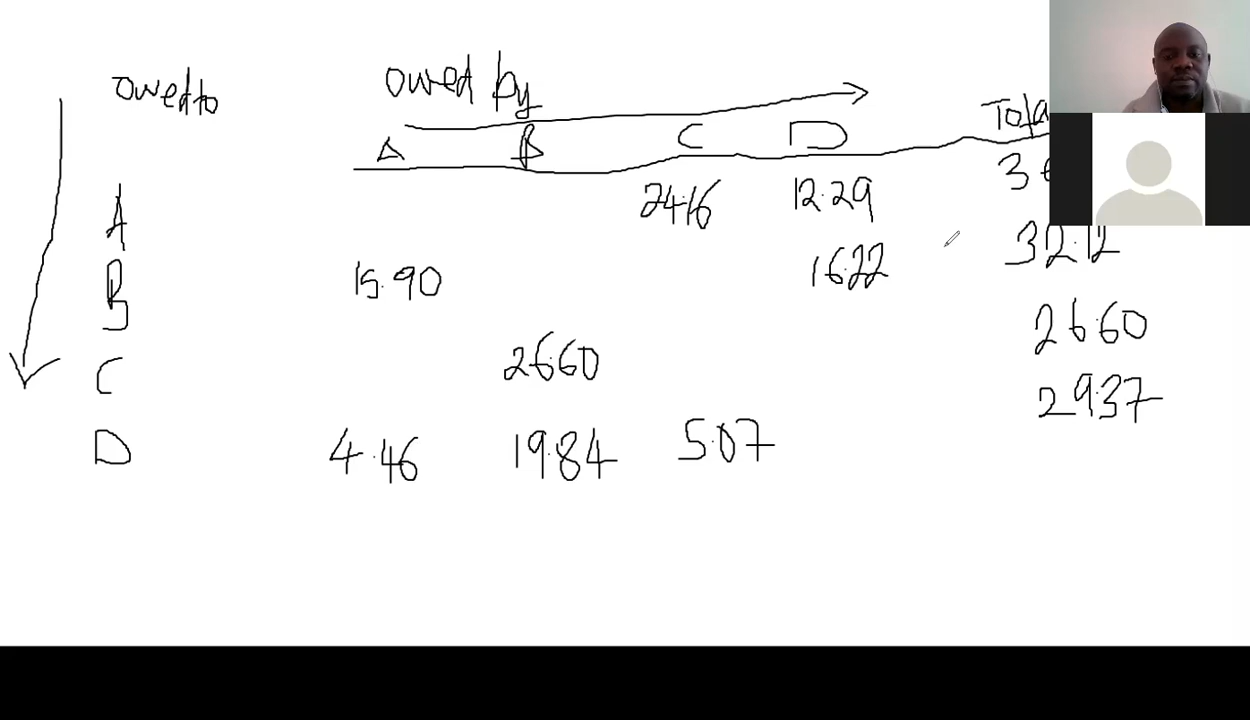 owed to owed by
A B C D Tota
A 24.16 12.29 36
B 15.90 16.22 32.12
C 26.60 26.60
D 4.46 19.84 5.07 29.37